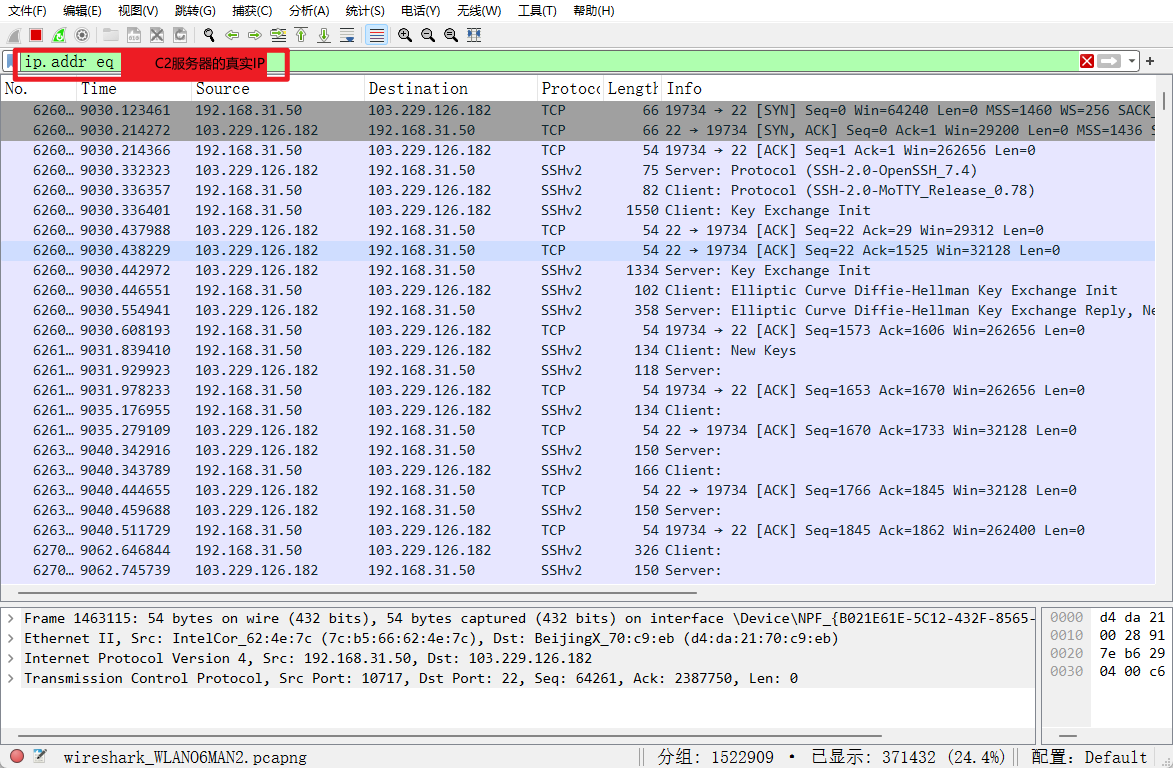 文件(F) 编辑(E) 视图(V) 跳转(G) 捕获(C) 分析(A) 统计(S) 电话(Y) 无线(W) 工具(T) 帮助(H)
ip.addr eq C2服务器的真实IP
No. Time Source Destination Protoco Length Info
6260… 9030.123461 192.168.31.50 103.229.126.182 TCP 66 19734 → 22 [SYN] Seq=0 Win=64240 Len=0 MSS=1460 WS=256 SACK_
6260… 9030.214272 103.229.126.182 192.168.31.50 TCP 66 22 → 19734 [SYN, ACK] Seq=0 Ack=1 Win=29200 Len=0 MSS=1436 S
6260… 9030.214366 192.168.31.50 103.229.126.182 TCP 54 19734 → 22 [ACK] Seq=1 Ack=1 Win=262656 Len=0
6260… 9030.332323 103.229.126.182 192.168.31.50 SSHv2 75 Server: Protocol (SSH-2.0-OpenSSH_7.4)
6260… 9030.336357 192.168.31.50 103.229.126.182 SSHv2 82 Client: Protocol (SSH-2.0-MoTTY_Release_0.78)
6260… 9030.336401 192.168.31.50 103.229.126.182 SSHv2 1550 Client: Key Exchange Init
6260… 9030.437988 103.229.126.182 192.168.31.50 TCP 54 22 → 19734 [ACK] Seq=22 Ack=29 Win=29312 Len=0
6260… 9030.438229 103.229.126.182 192.168.31.50 TCP 54 22 → 19734 [ACK] Seq=22 Ack=1525 Win=32128 Len=0
6260… 9030.442972 103.229.126.182 192.168.31.50 SSHv2 1334 Server: Key Exchange Init
6260… 9030.446551 192.168.31.50 103.229.126.182 SSHv2 102 Client: Elliptic Curve Diffie-Hellman Key Exchange Init
6260… 9030.554941 103.229.126.182 192.168.31.50 SSHv2 358 Server: Elliptic Curve Diffie-Hellman Key Exchange Reply, Ne
6260… 9030.608193 192.168.31.50 103.229.126.182 TCP 54 19734 → 22 [ACK] Seq=1573 Ack=1606 Win=262656 Len=0
6261… 9031.839410 192.168.31.50 103.229.126.182 SSHv2 134 Client: New Keys
6261… 9031.929923 103.229.126.182 192.168.31.50 SSHv2 118 Server:
6261… 9031.978233 192.168.31.50 103.229.126.182 TCP 54 19734 → 22 [ACK] Seq=1653 Ack=1670 Win=262656 Len=0
6261… 9035.176955 192.168.31.50 103.229.126.182 SSHv2 134 Client:
6261… 9035.279109 103.229.126.182 192.168.31.50 TCP 54 22 → 19734 [ACK] Seq=1670 Ack=1733 Win=32128 Len=0
6263… 9040.342916 103.229.126.182 192.168.31.50 SSHv2 150 Server:
6263… 9040.343789 192.168.31.50 103.229.126.182 SSHv2 166 Client:
6263… 9040.444655 103.229.126.182 192.168.31.50 TCP 54 22 → 19734 [ACK] Seq=1766 Ack=1845 Win=32128 Len=0
6263… 9040.459688 103.229.126.182 192.168.31.50 SSHv2 150 Server:
6263… 9040.511729 192.168.31.50 103.229.126.182 TCP 54 19734 → 22 [ACK] Seq=1845 Ack=1862 Win=262400 Len=0
6270… 9062.646844 192.168.31.50 103.229.126.182 SSHv2 326 Client:
6270… 9062.745739 103.229.126.182 192.168.31.50 SSHv2 150 Server:
Frame 1463115: 54 bytes on wire (432 bits), 54 bytes captured (432 bits) on interface \Device\NPF_{B021E61E-5C12-432F-8565-
Ethernet II, Src: IntelCor_62:4e:7c (7c:b5:66:62:4e:7c), Dst: BeijingX_70:c9:eb (d4:da:21:70:c9:eb)
Internet Protocol Version 4, Src: 192.168.31.50, Dst: 103.229.126.182
Transmission Control Protocol, Src Port: 10717, Dst Port: 22, Seq: 64261, Ack: 2387750, Len: 0
0000 d4 da 21
0010 00 28 91
0020 7e b6 29
0030 04 00 c6
wireshark_WLANO6MAN2.pcapng 分组: 1522909 · 已显示: 371432 (24.4%) 配置: Default